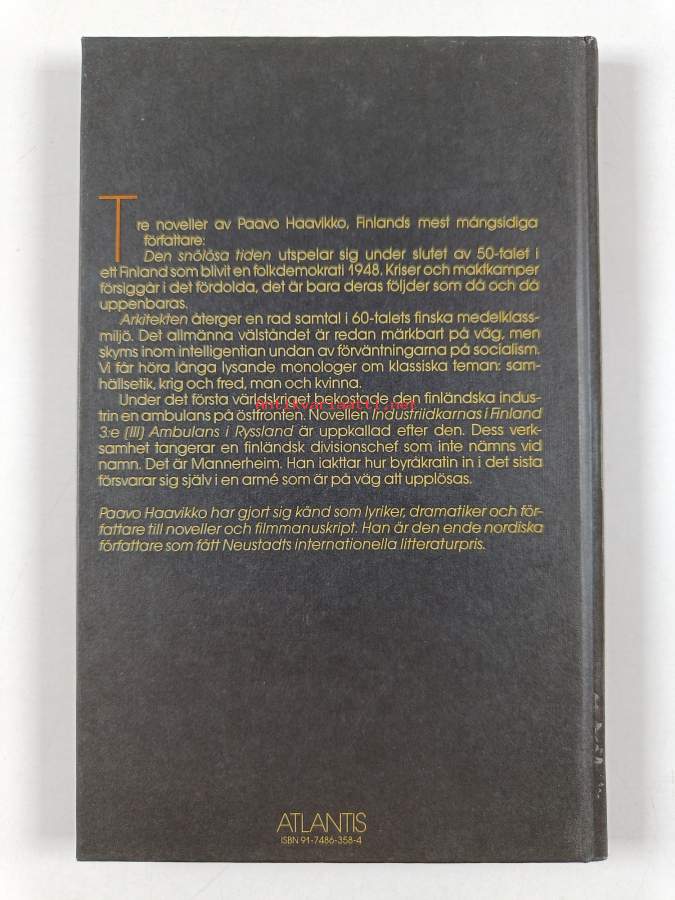 Tre noveller av Paavo Haavikko, Finlands mest mångsidiga
författare:
Den snölösa tiden utspelar sig under slutet av 50-talet i
ett Finland som blivit en folkdemokrati 1948. Kriser och maktkamper
försiggår i det fördolda, det är bara deras följder som då och då
uppenbaras.
Arkitekten återger en rad samtal i 60-talets finska medelklass-
miljö. Det allmänna välståndet är redan märkbart på väg, men
skyms inom intelligentian undan av förväntningarna på socialism.
Vi får höra långa lysande monologer om klassiska teman: sam-
hällsetik, krig och fred, man och kvinna.
Under det första världskriget bekostade den finländska indus-
trin en ambulans på östfronten. Novellen Industriidkarnas i Finland
3:e (III) Ambulans i Ryssland är uppkallad efter den. Dess verk-
samhet tangerar en finländsk divisionschef som inte nämns vid
namn. Det är Mannerheim. Han iakttar hur byråkratin in i det sista
försvarar sig själv i en armé som är på väg att upplösas.
Paavo Haavikko har gjort sig känd som lyriker, dramatiker och för-
fattare till noveller och filmmanuskript. Han är den ende nordiska
författare som fått Neustadts internationella litteraturpris.
ATLANTIS
ISBN 91-7486-358-4